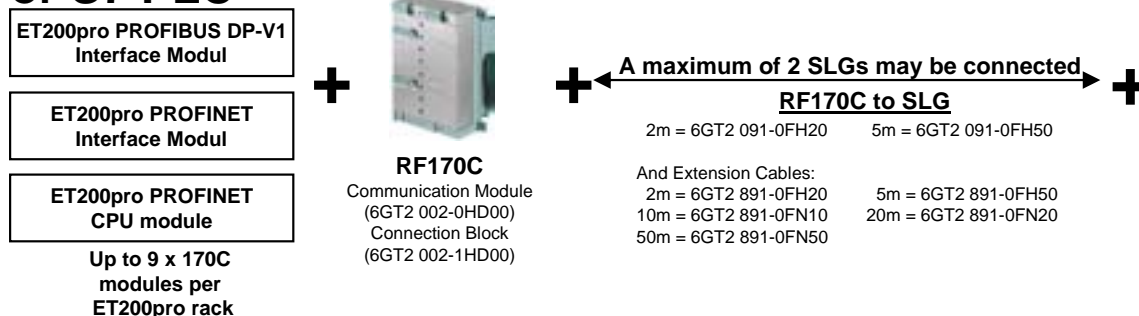 ET200pro PROFIBUS DP-V1
Interface Modul
ET200pro PROFINET
Interface Modul
ET200pro PROFINET
CPU module
Up to 9 x 170C
modules per
ET200pro rack
+
RF170C
Communication Module
(6GT2 002-0HD00)
Connection Block
(6GT2 002-1HD00)
+
A maximum of 2 SLGs may be connected
RF170C to SLG
2m = 6GT2 091-0FH20 5m = 6GT2 091-0FH50
And Extension Cables:
2m = 6GT2 891-0FH20 5m = 6GT2 891-0FH50
10m = 6GT2 891-0FN10 20m = 6GT2 891-0FN20
50m = 6GT2 891-0FN50
+